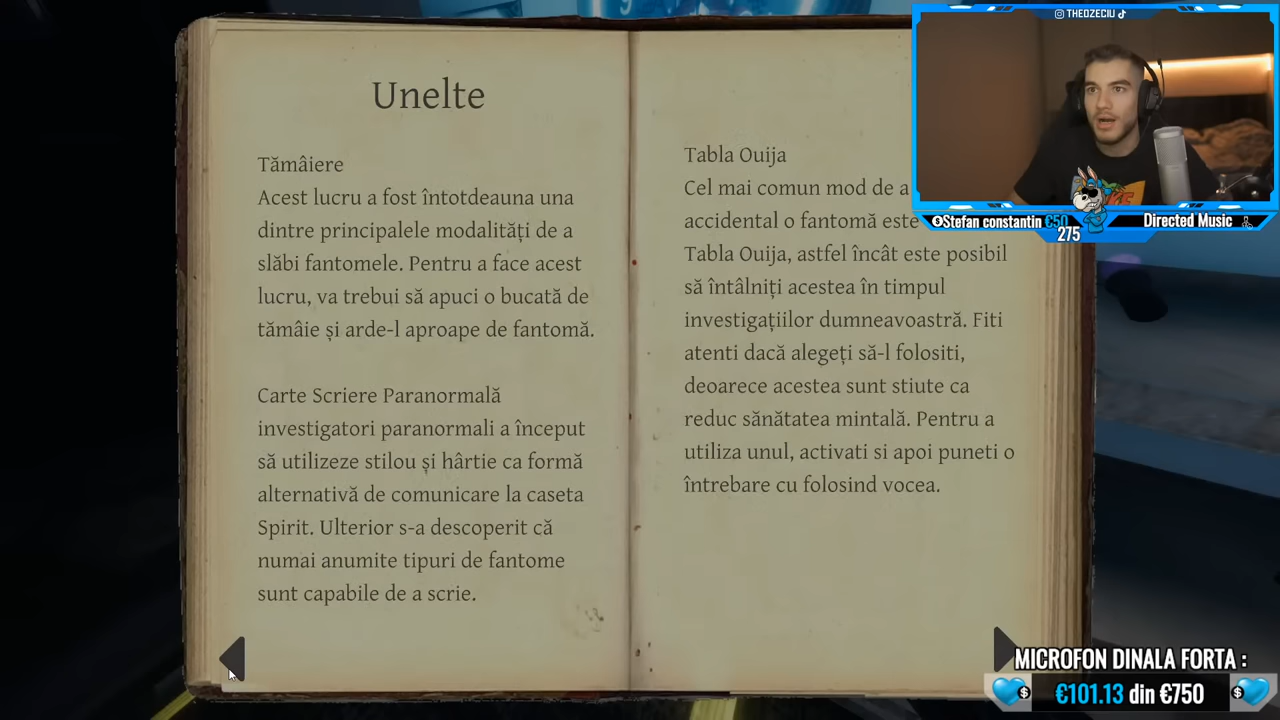 Unelte
Tămâiere
Acest lucru a fost întotdeauna una
dintre principalele modalități de a
slăbi fantomele. Pentru a face acest
lucru, va trebui să apuci o bucată de
tămâie și arde-l aproape de fantomă.
Carte Scriere Paranormală
investigatori paranormali a început
să utilizeze stilou și hârtie ca formă
alternativă de comunicare la caseta
Spirit. Ulterior s-a descoperit că
numai anumite tipuri de fantome
sunt capabile de a scrie.
Tabla Ouija
Cel mai comun mod de a
accidental o fantomă este
Tabla Ouija, astfel încât este posibil
să întâlniți acestea în timpul
investigațiilor dumneavoastră. Fiti
atenti dacă alegeți să-l folositi,
deoarece acestea sunt stiute ca
reduc sănătatea mintală. Pentru a
utiliza unul, activati si apoi puneti o
întrebare cu folosind vocea.
THEOZECIU
Stefan constantin €50
275
Directed Music
MICROFON DINALA FORTA :
€101.13 din €750